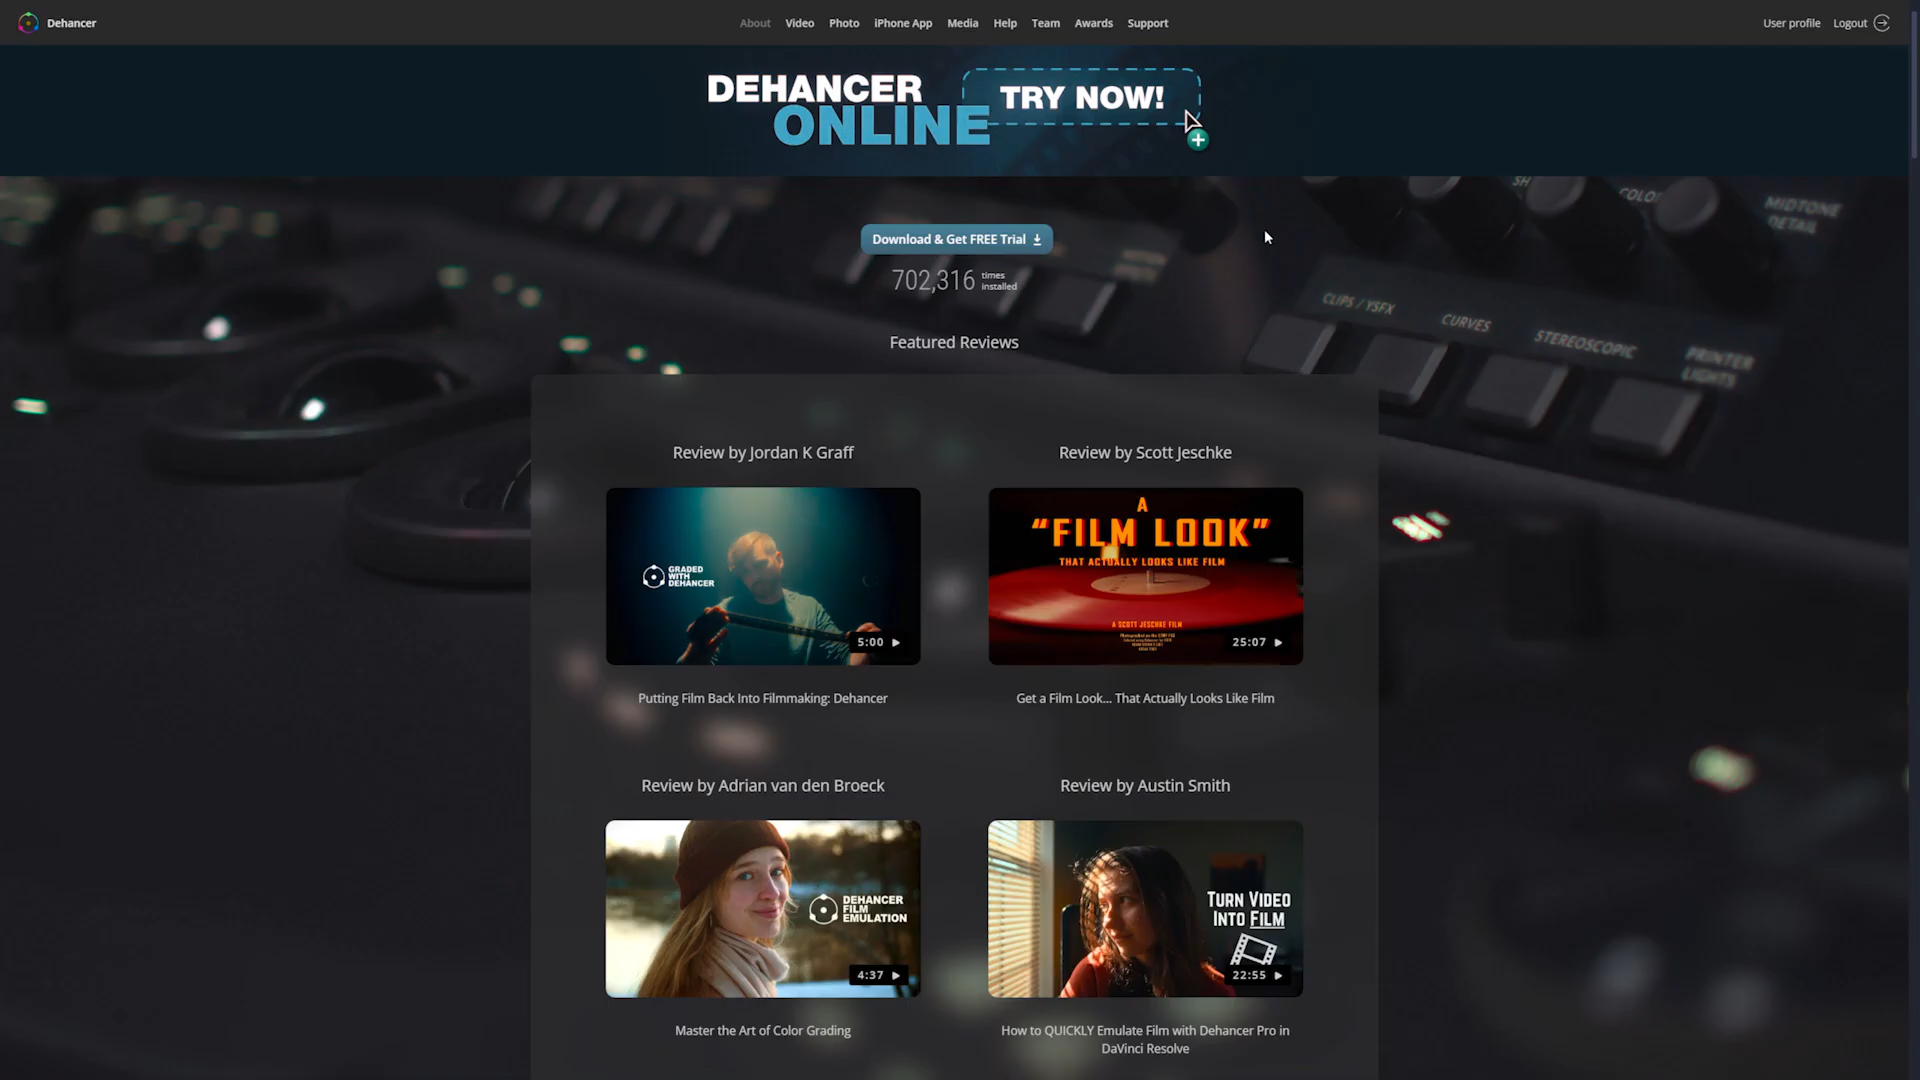 Dehancer
About
Video
Photo
iPhone App
Media
Help
Team
Awards
Support
User profile
Logout
DEHANCER
ONLINE
TRY NOW!
COLO
MIDTONE
DETAIL
Download & Get FREE Trial
702,316 times
installed
CLIPS / YSFX
CURVES
STEREOSCOPIC
PRINTER
LIGHTS
Featured Reviews
Review by Jordan K Graff
Review by Scott Jeschke
GRADED
WITH
DEHANCER
5:00
A
“FILM LOOK”
THAT ACTUALLY LOOKS LIKE FILM
A SCOTT JESCHKE FILM
25:07
Putting Film Back Into Filmmaking: Dehancer
Get a Film Look... That Actually Looks Like Film
Review by Adrian van den Broeck
Review by Austin Smith
DEHANCER
FILM
EMULATION
4:37
TURN VIDEO
INTO FILM
22:55
Master the Art of Color Grading
How to QUICKLY Emulate Film with Dehancer Pro in
DaVinci Resolve